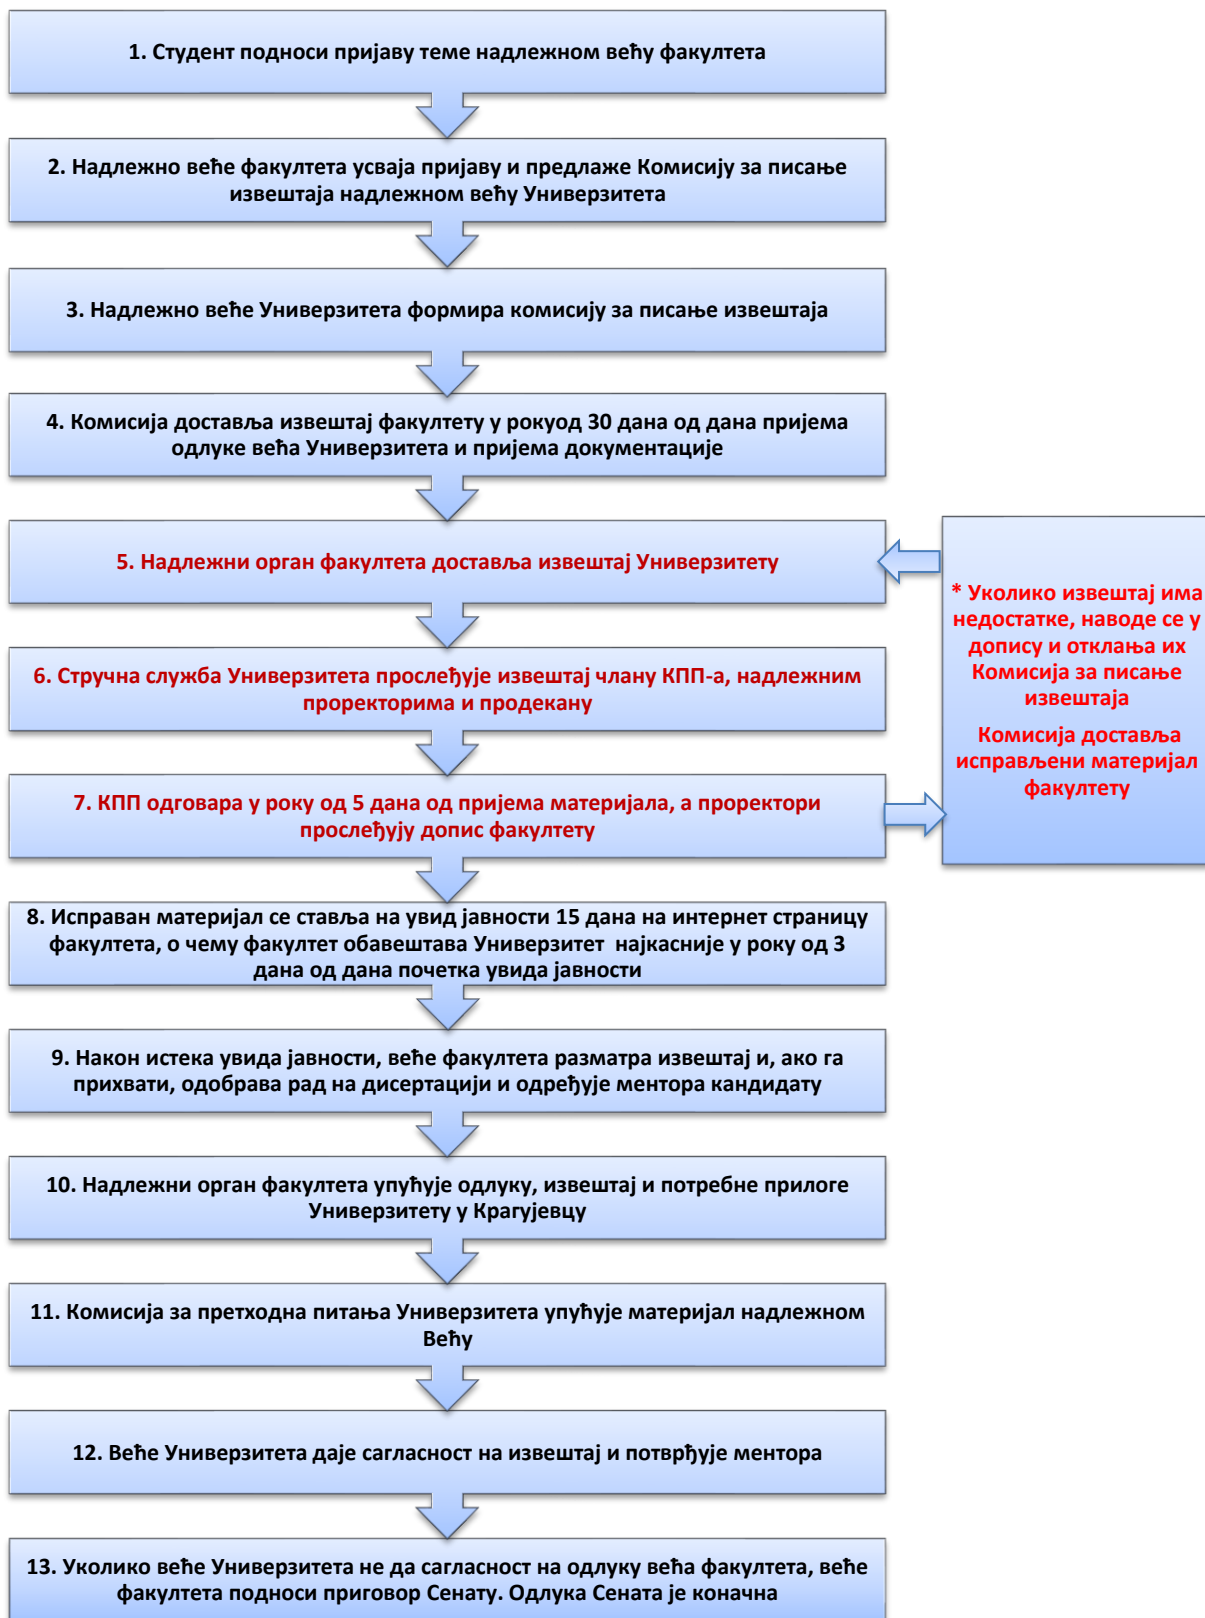 1. Студент подноси пријаву теме надлежном већу факултета
2. Надлежно веће факултета усваја пријаву и предлаже Комисију за писање
извештаја надлежном већу Универзитета
3. Надлежно веће Универзитета формира комисију за писање извештаја
4. Комисија доставља извештај факултету у рокуод 30 дана од дана пријема
одлуке већа Универзитета и пријема документације
5. Надлежни орган факултета доставља извештај Универзитету
6. Стручна служба Универзитета прослеђује извештај члану КПП-а, надлежним
проректорима и продекану
7. КПП одговара у року од 5 дана од пријема материјала, а проректори
прослеђују допис факултету
* Уколико извештај има
недостатке, наводе се у
допису и отклања их
Комисија за писање
извештаја
Комисија доставља
исправљени материјал
факултету
8. Исправан материјал се ставља на увид јавности 15 дана на интернет страницу
факултета, о чему факултет обавештава Универзитет најкасније у року од 3
дана од дана почетка увида јавности
9. Након истека увида јавности, веће факултета разматра извештај и, ако га
прихвати, одобрава рад на дисертацији и одређује ментора кандидату
10. Надлежни орган факултета упућује одлуку, извештај и потребне прилоге
Универзитету у Крагујевцу
11. Комисија за претходна питања Универзитета упућује материјал надлежном
Већу
12. Веће Универзитета даје сагласност на извештај и потврђује ментора
13. Уколико веће Универзитета не да сагласност на одлуку већа факултета, веће
факултета подноси приговор Сенату. Одлука Сената је коначна